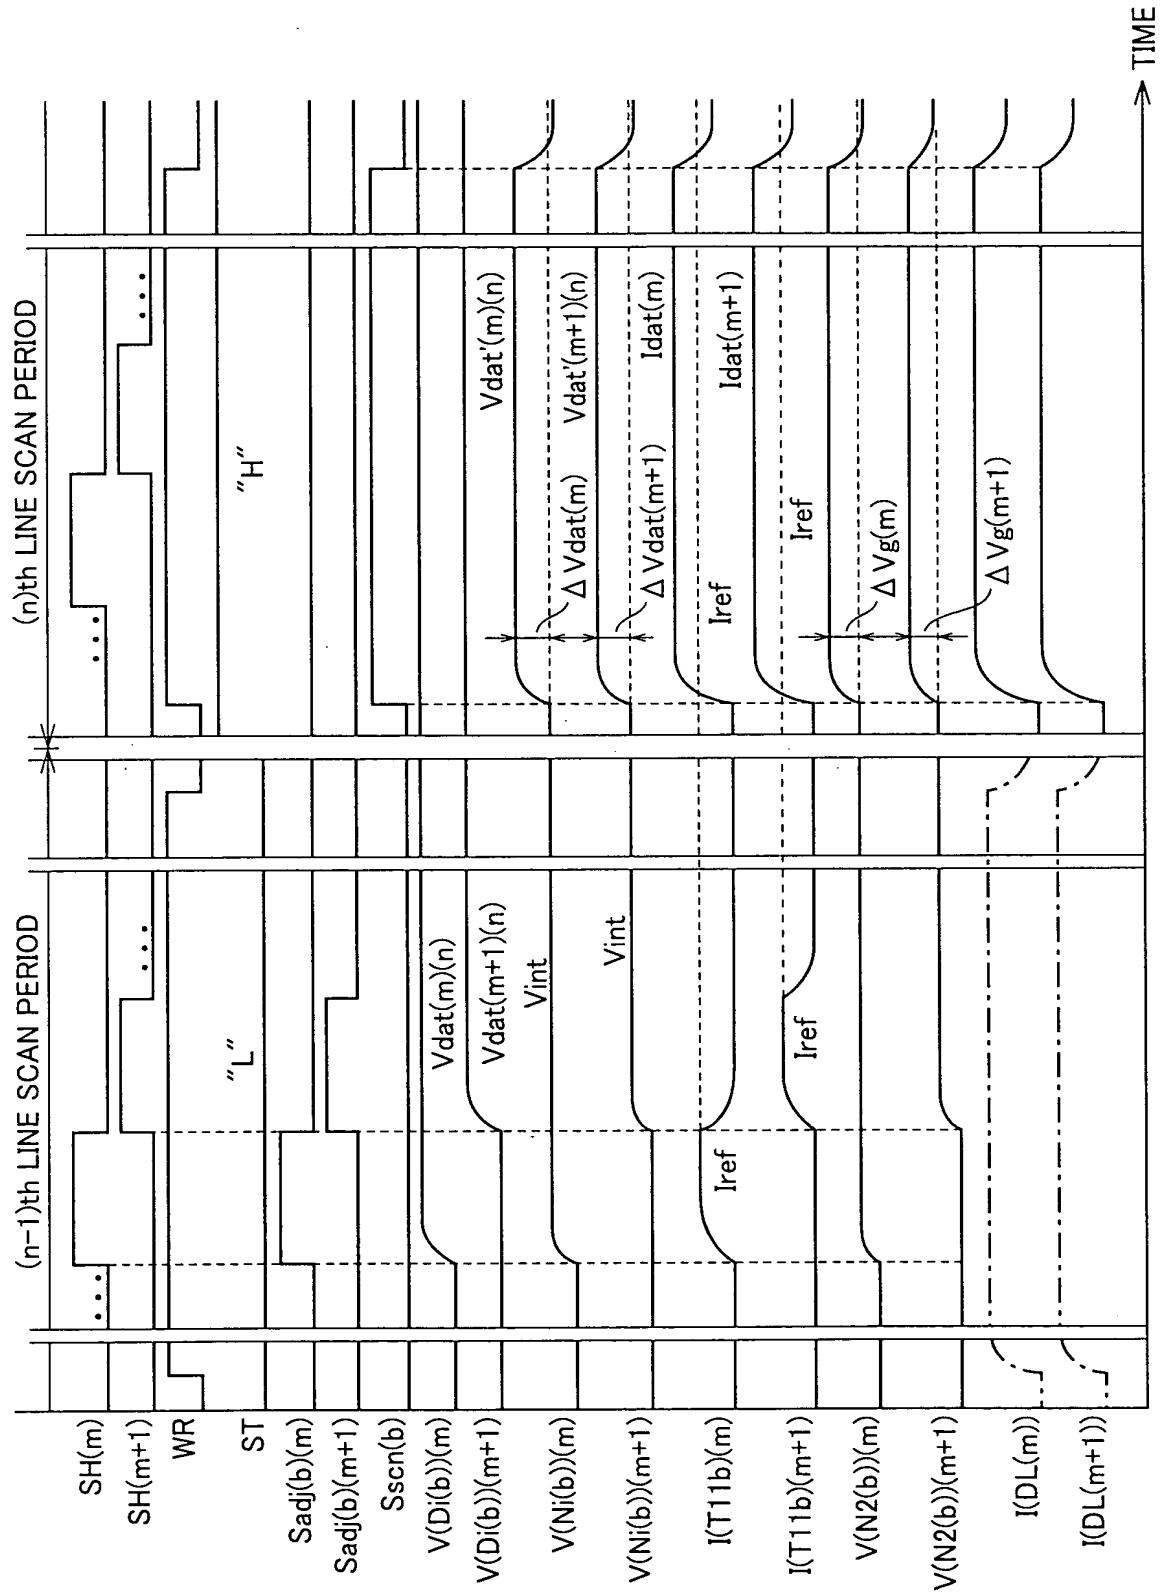 (n-1)th LINE SCAN PERIOD
(n)th LINE SCAN PERIOD
SH(m)
SH(m+1)
WR
ST
Sadj(b)(m)
Sadj(b)(m+1)
Sscn(b)
V(Di(b))(m)
V(Di(b))(m+1)
V(Ni(b))(m)
V(Ni(b))(m+1)
I(T11b)(m)
I(T11b)(m+1)
V(N2(b))(m)
V(N2(b))(m+1)
I(DL(m))
I(DL(m+1))
•••
•••
•••
•••
"L"
"H"
Vdat(m)(n)
Vdat(m+1)(n)
Vint
Vint
Iref
Iref
Vdat'(m)(n)
ΔVdat(m)
Vdat'(m+1)(n)
ΔVdat(m+1)
Idat(m)
Iref
Idat(m+1)
Iref
ΔVg(m)
ΔVg(m+1)
TIME